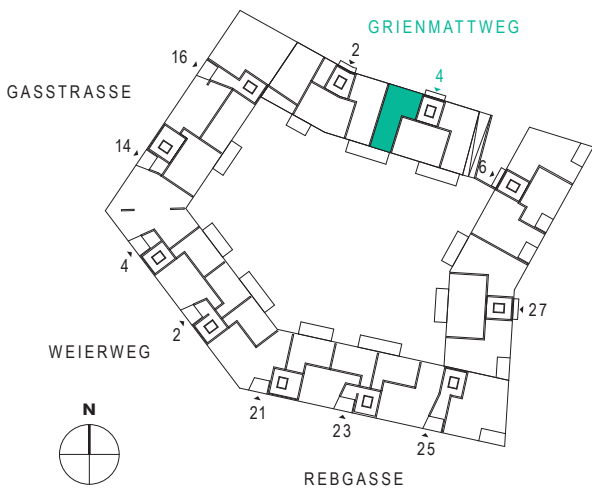 GRIENMATTWEG
2
16
4
GASSTRASSE
14
6
4
27
2
WEIERWEG
N
21
23
25
REBGASSE